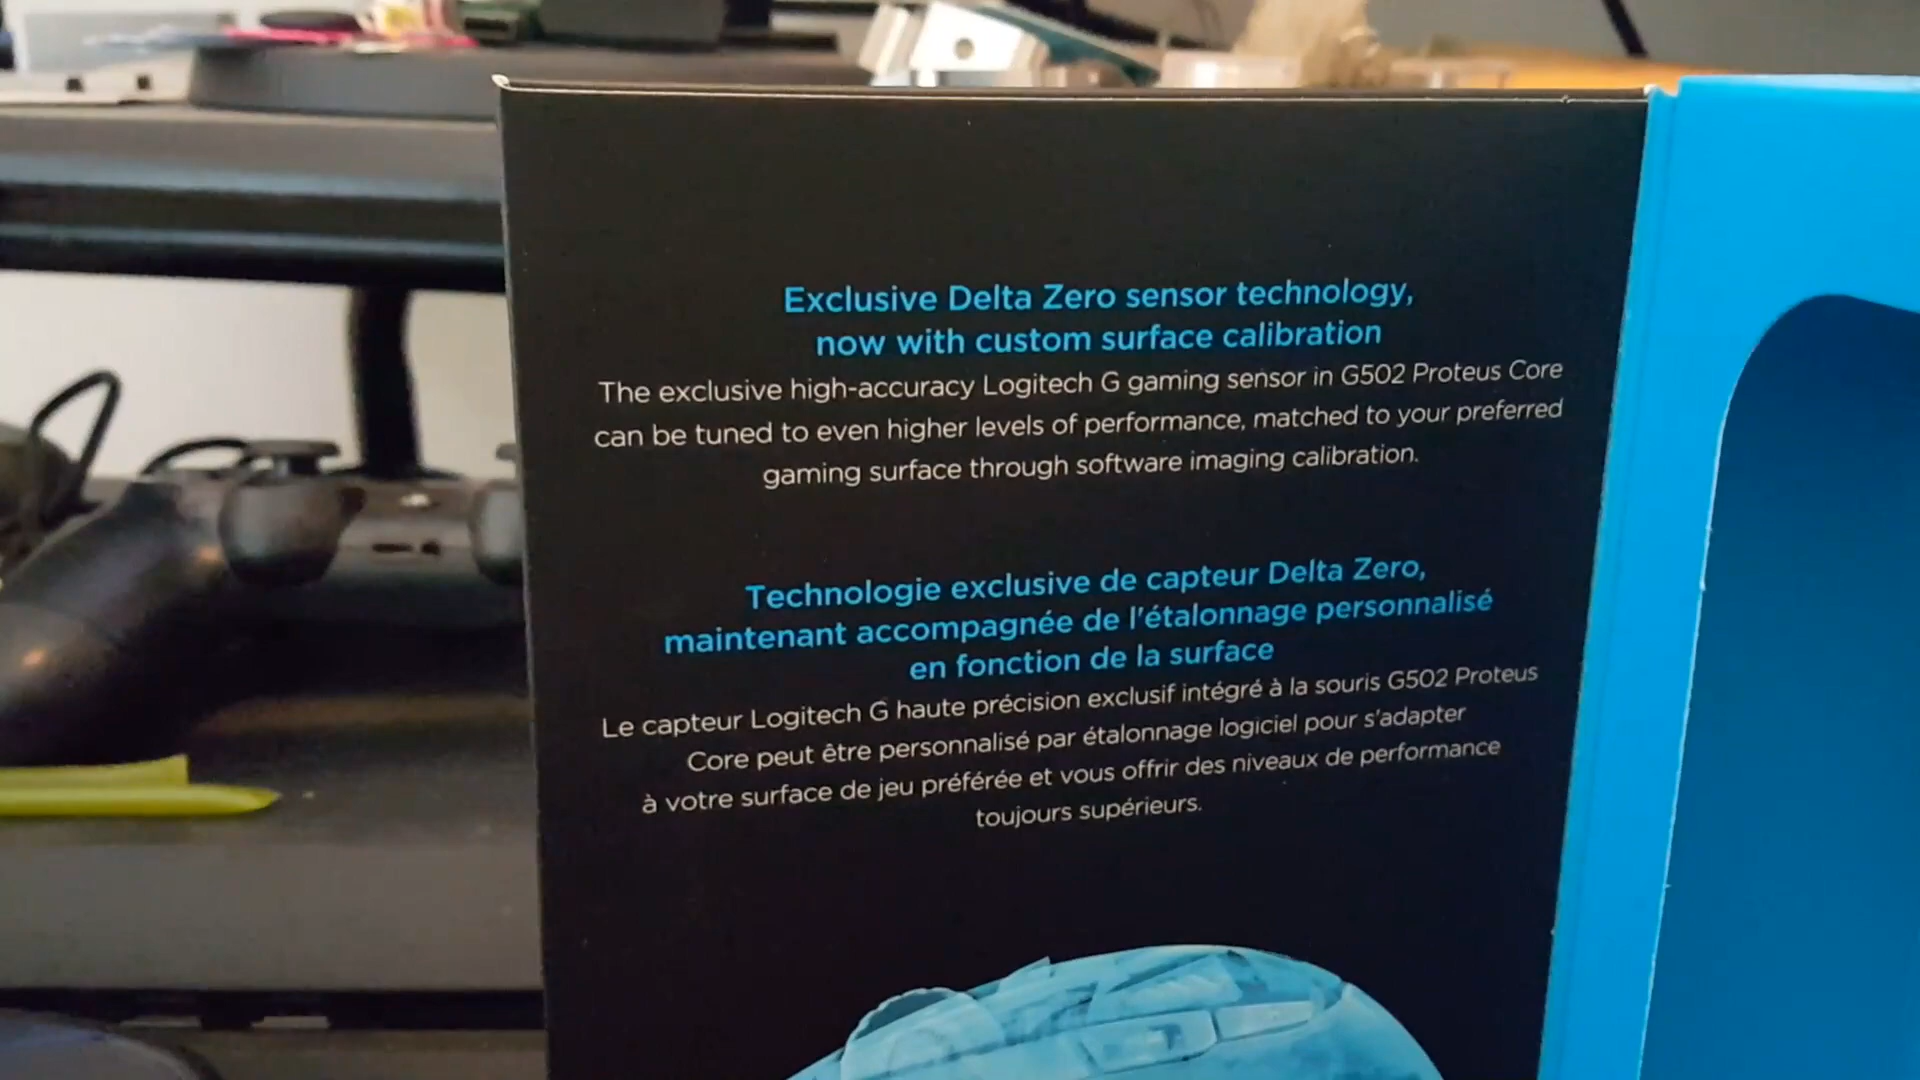 Exclusive Delta Zero sensor technology,
now with custom surface calibration
The exclusive high-accuracy Logitech G gaming sensor in G502 Proteus Core
can be tuned to even higher levels of performance, matched to your preferred
gaming surface through software imaging calibration.
Technologie exclusive de capteur Delta Zero,
maintenant accompagnée de l'étalonnage personnalisé
en fonction de la surface
Le capteur Logitech G haute précision exclusif intégré à la souris G502 Proteus
Core peut être personnalisé par étalonnage logiciel pour s'adapter
à votre surface de jeu préférée et vous offrir des niveaux de performance
toujours supérieurs.